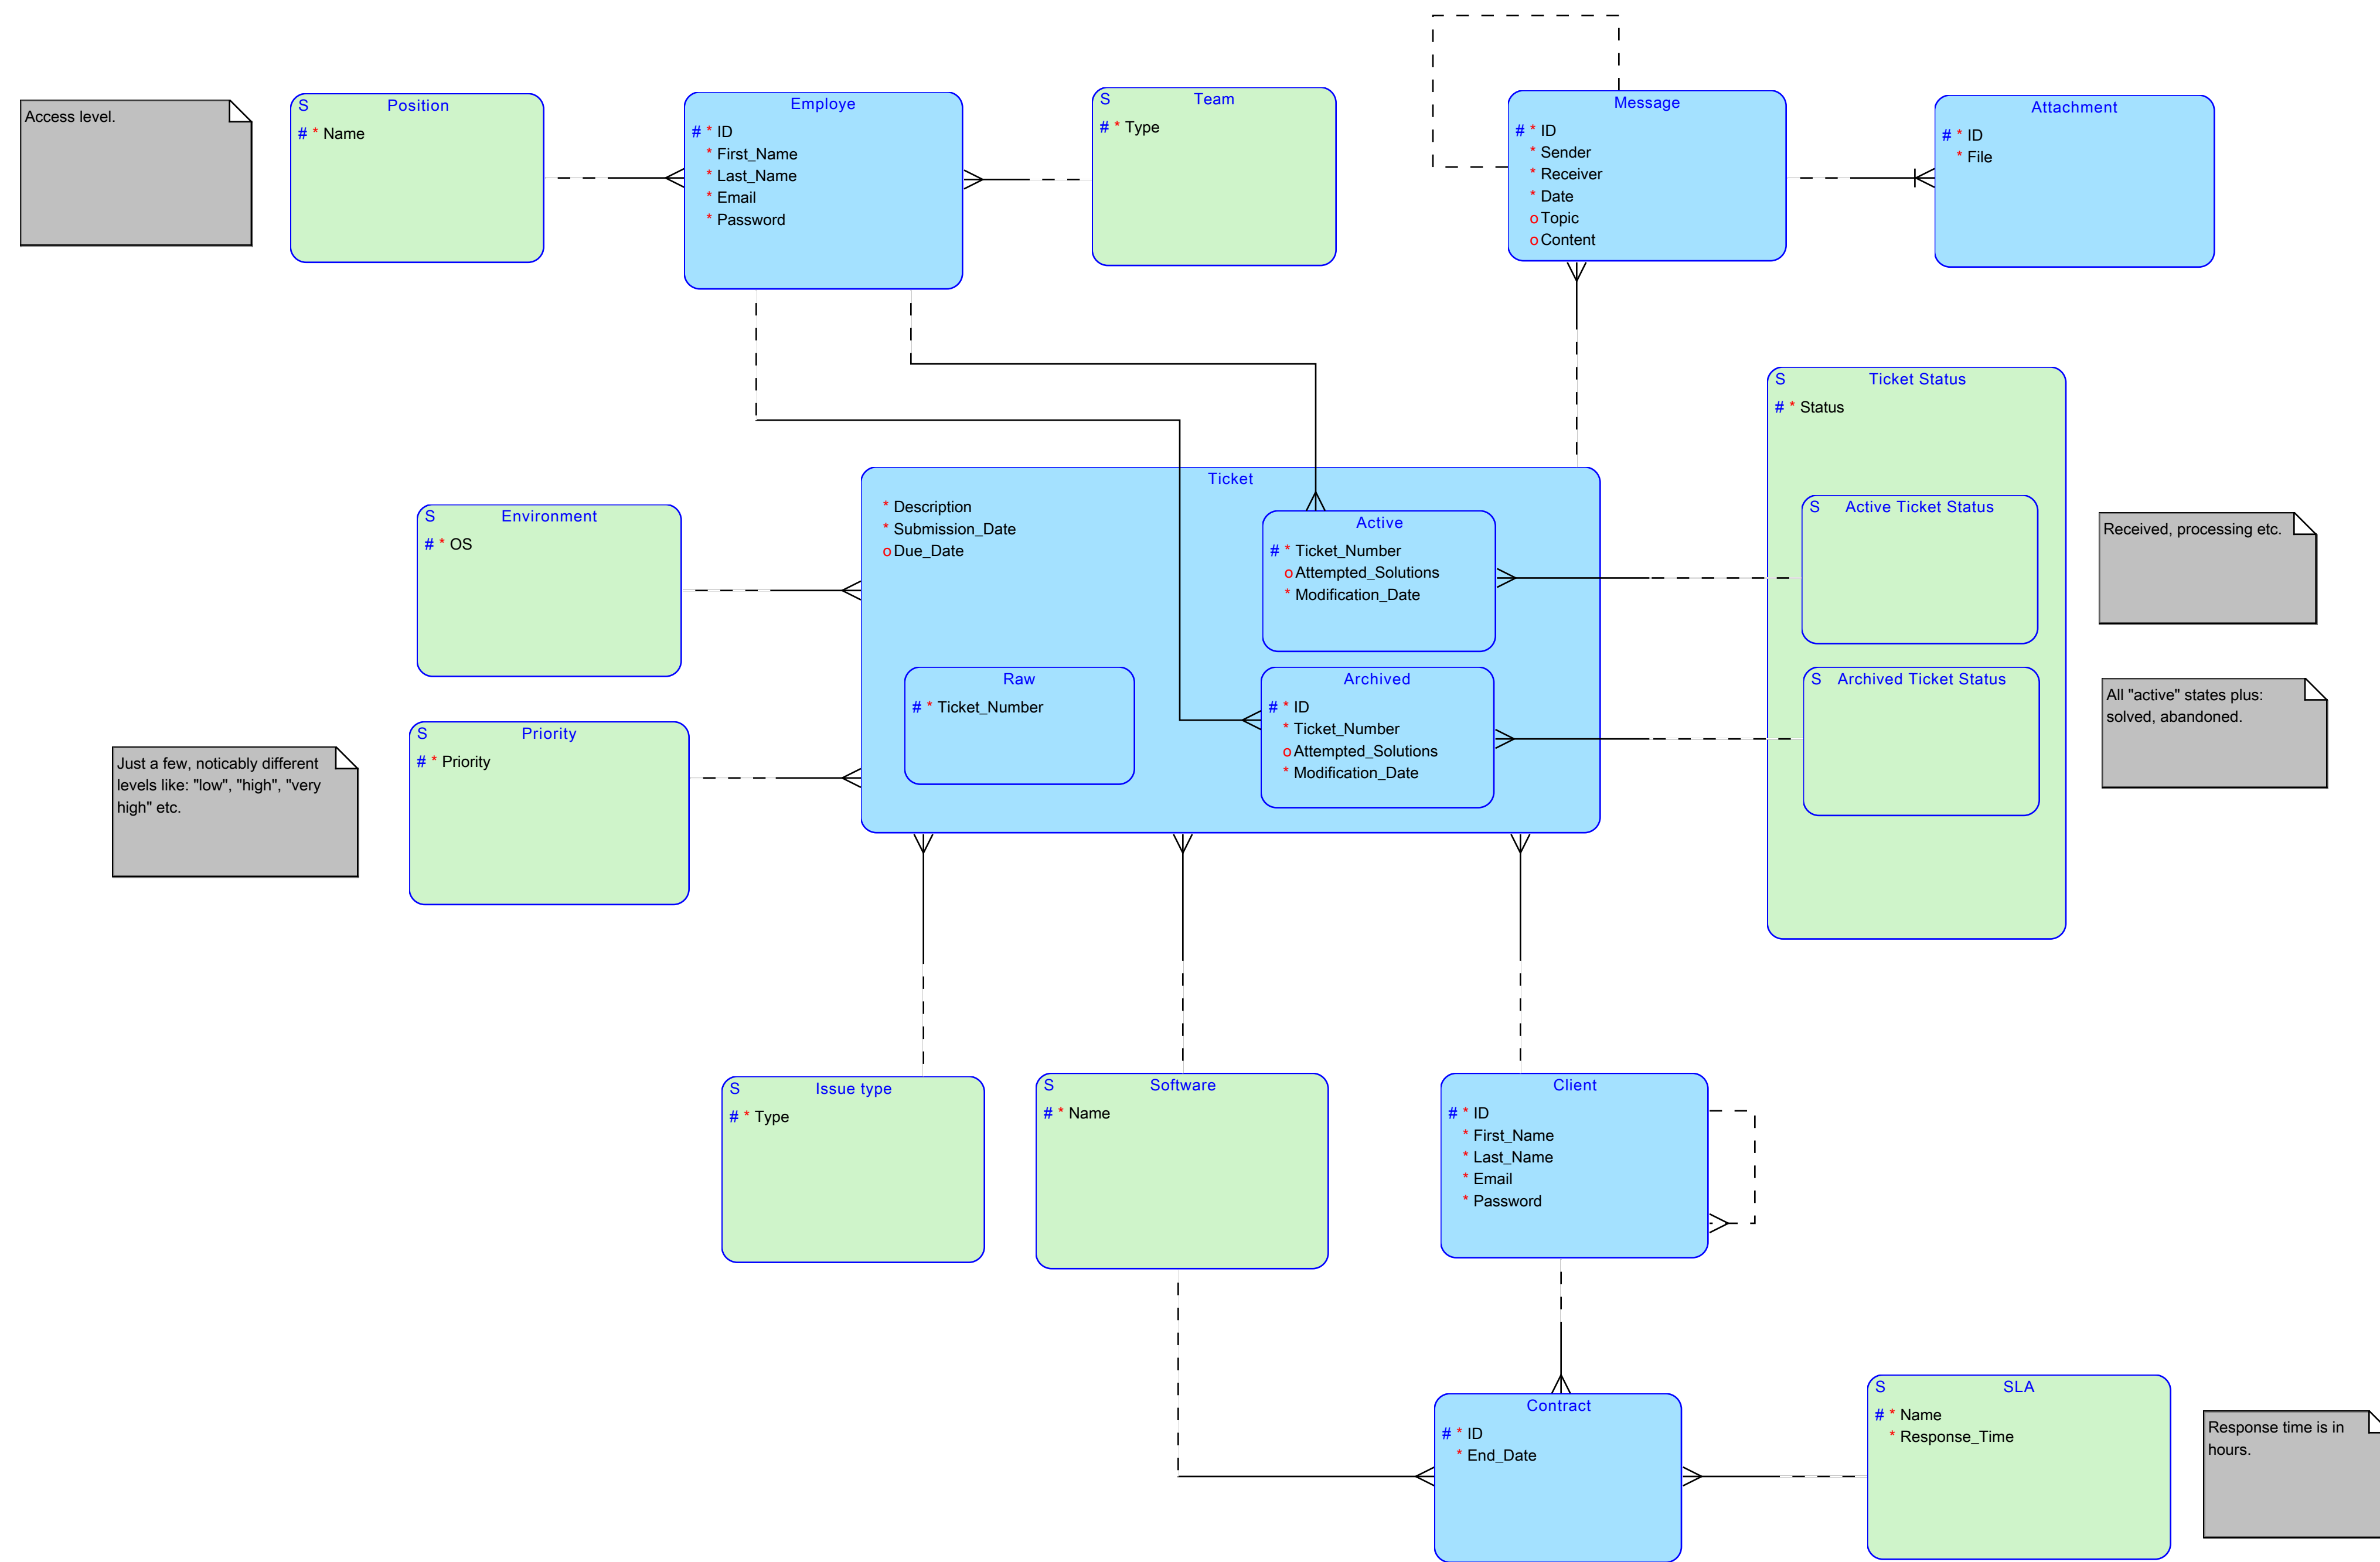 Access level.
S Position
# * Name
Employe
# * ID
* First_Name
* Last_Name
* Email
* Password
S Team
# * Type
Message
# * ID
* Sender
* Receiver
* Date
o Topic
o Content
Attachment
# * ID
* File
S Ticket Status
# * Status
S Active Ticket Status
S Archived Ticket Status
Received, processing etc.
All "active" states plus:
solved, abandoned.
S Environment
# * OS
Ticket
* Description
* Submission_Date
o Due_Date
Active
# * Ticket_Number
o Attempted_Solutions
* Modification_Date
Raw
# * Ticket_Number
Archived
# * ID
* Ticket_Number
o Attempted_Solutions
* Modification_Date
Just a few, noticably different
levels like: "low", "high", "very
high" etc.
S Priority
# * Priority
S Issue type
# * Type
S Software
# * Name
Client
# * ID
* First_Name
* Last_Name
* Email
* Password
Contract
# * ID
* End_Date
S SLA
# * Name
* Response_Time
Response time is in
hours.